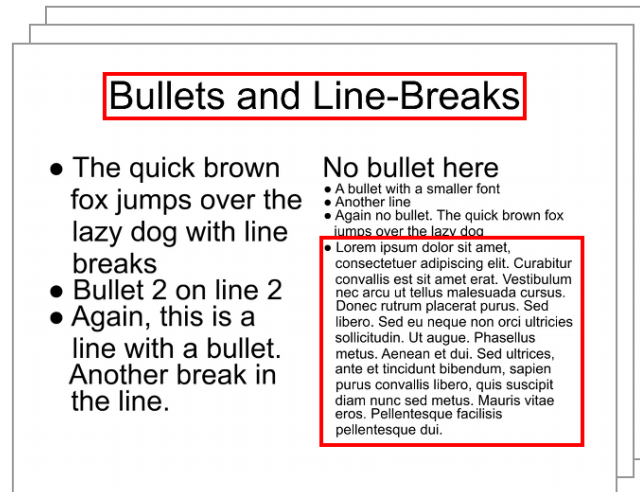 Bullets and Line-Breaks
● The quick brown
fox jumps over the
lazy dog with line
breaks
● Bullet 2 on line 2
● Again, this is a
line with a bullet.
Another break in
the line.
No bullet here
● A bullet with a smaller font
● Another line
● Again no bullet. The quick brown fox
jumps over the lazy dog
● Lorem ipsum dolor sit amet,
consectetuer adipiscing elit. Curabitur
convallis est sit amet erat. Vestibulum
nec arcu ut tellus malesuada cursus.
Donec rutrum placerat purus. Sed
libero. Sed eu neque non orci ultricies
sollicitudin. Ut augue. Phasellus
metus. Aenean et dui. Sed ultrices,
ante et tincidunt bibendum, sapien
purus convallis libero, quis suscipit
diam nunc sed metus. Mauris vitae
eros. Pellentesque facilisis
pellentesque dui.